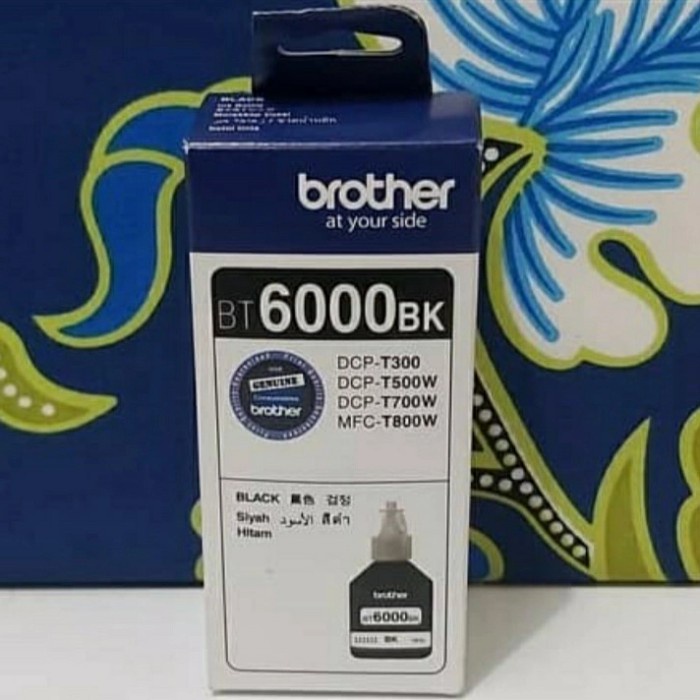 BLACK
brother
at your side
BT6000BK
GENUINE
brother
DCP-T300
DCP-T500W
DCP-T700W
MFC-T800W
BLACK 黑色 검정
Siyah الأسود สีดำ
Hitam
brother
BT6000BK
BK